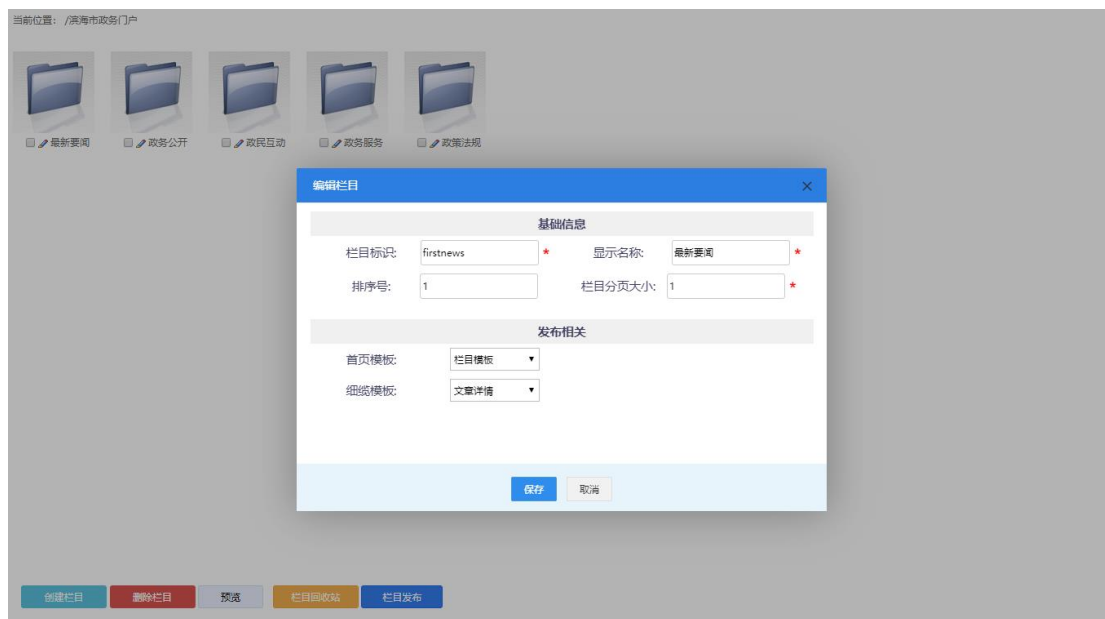 当前位置： /滨海市政务门户
最新要闻 政务公开 政民互动 政务服务 政策法规
编辑栏目
基础信息
栏目标识: firstnews * 显示名称: 最新要闻 *
排序号: 1 栏目分页大小: 1 *
发布相关
首页模板: 栏目模板
细缆模板: 文章详情
保存 取消
创建栏目 删除栏目 预览 栏目回收站 栏目发布